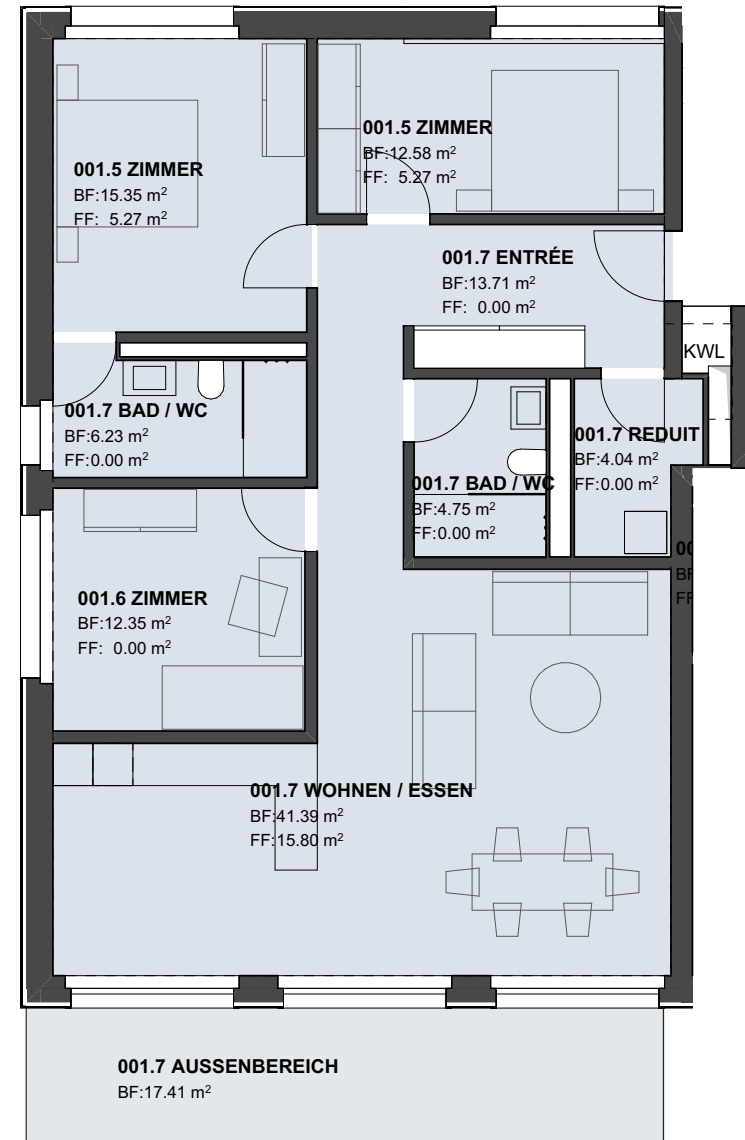 001.5 ZIMMER
BF:12.58 m²
FF: 5.27 m²
001.5 ZIMMER
BF:15.35 m²
FF: 5.27 m²
001.7 ENTRÉE
BF:13.71 m²
FF: 0.00 m²
KWL
001.7 BAD / WC
BF:6.23 m²
FF:0.00 m²
001.7 REDUIT
BF:4.04 m²
FF:0.00 m²
001.7 BAD / WC
BF:4.75 m²
FF:0.00 m²
001.6 ZIMMER
BF:12.35 m²
FF: 0.00 m²
001.7 WOHNEN / ESSEN
BF:41.39 m²
FF:15.80 m²
001.7 AUSSENBEREICH
BF:17.41 m²